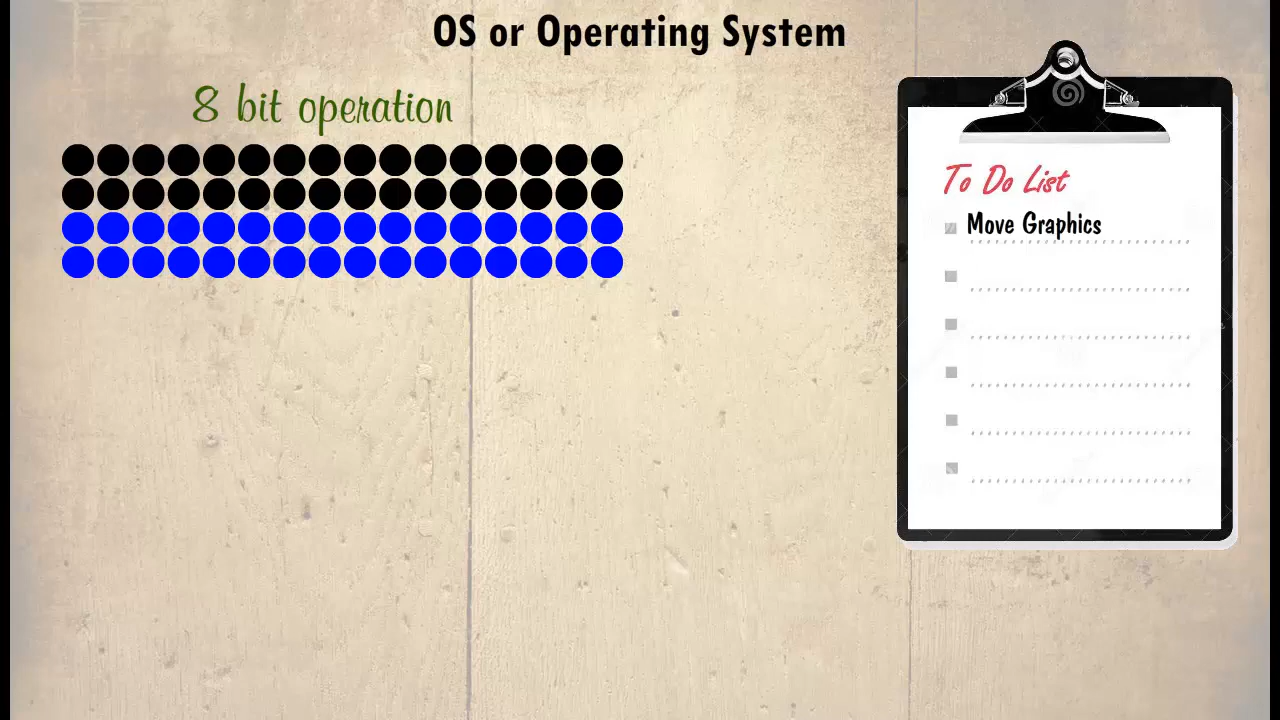 OS or Operating System
8 bit operation
To Do List
Move Graphics